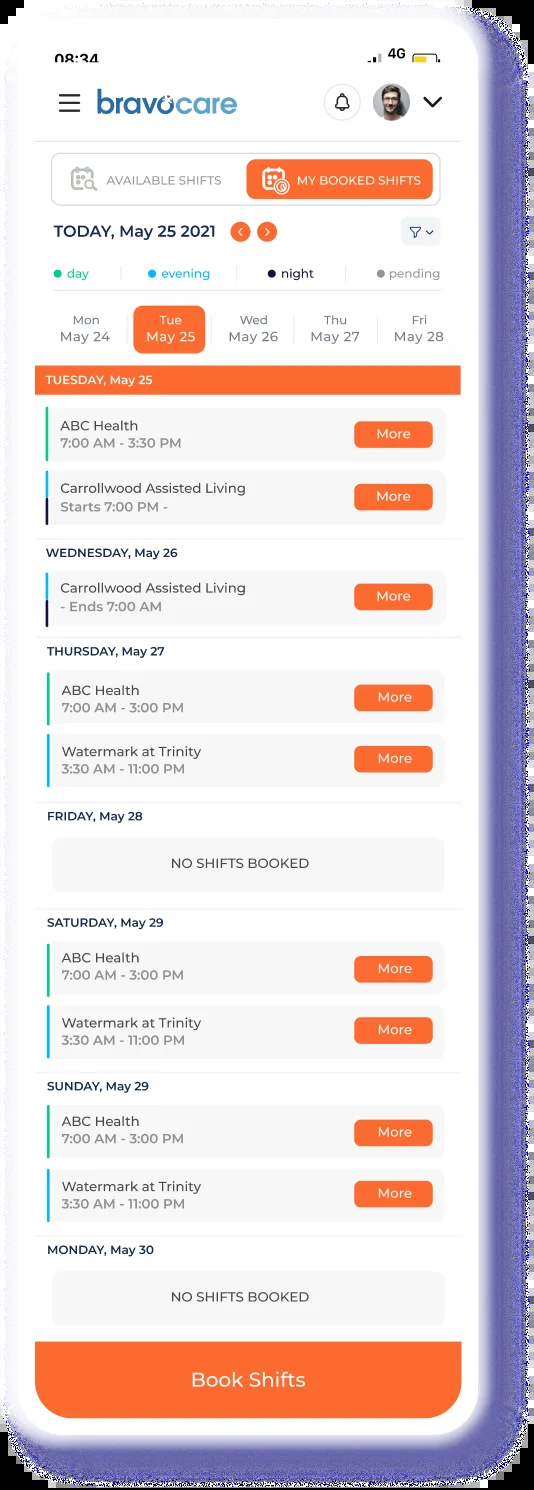 08:34 4G
bravocare
AVAILABLE SHIFTS MY BOOKED SHIFTS
TODAY, May 25 2021
day evening night pending
Mon Tue Wed Thu Fri
May 24 May 25 May 26 May 27 May 28
TUESDAY, May 25
ABC Health
7:00 AM - 3:30 PM
More
Carrollwood Assisted Living
Starts 7:00 PM -
More
WEDNESDAY, May 26
Carrollwood Assisted Living
- Ends 7:00 AM
More
THURSDAY, May 27
ABC Health
7:00 AM - 3:00 PM
More
Watermark at Trinity
3:30 AM - 11:00 PM
More
FRIDAY, May 28
NO SHIFTS BOOKED
SATURDAY, May 29
ABC Health
7:00 AM - 3:00 PM
More
Watermark at Trinity
3:30 AM - 11:00 PM
More
SUNDAY, May 29
ABC Health
7:00 AM - 3:00 PM
More
Watermark at Trinity
3:30 AM - 11:00 PM
More
MONDAY, May 30
NO SHIFTS BOOKED
Book Shifts